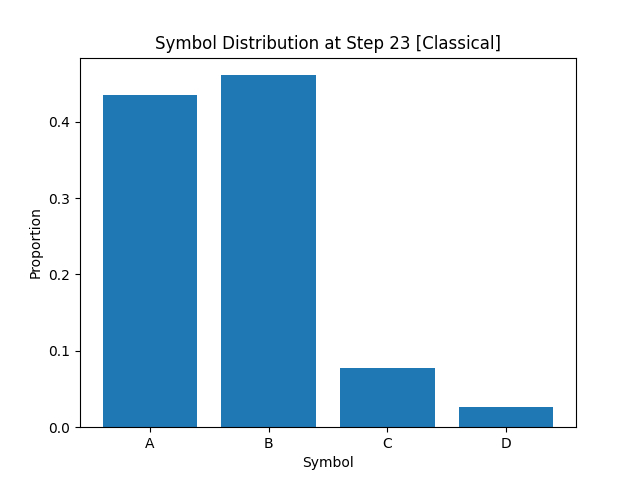 Symbol Distribution at Step 23 [Classical]
Proportion
0.4
0.3
0.2
0.1
0.0
A B C D
Symbol